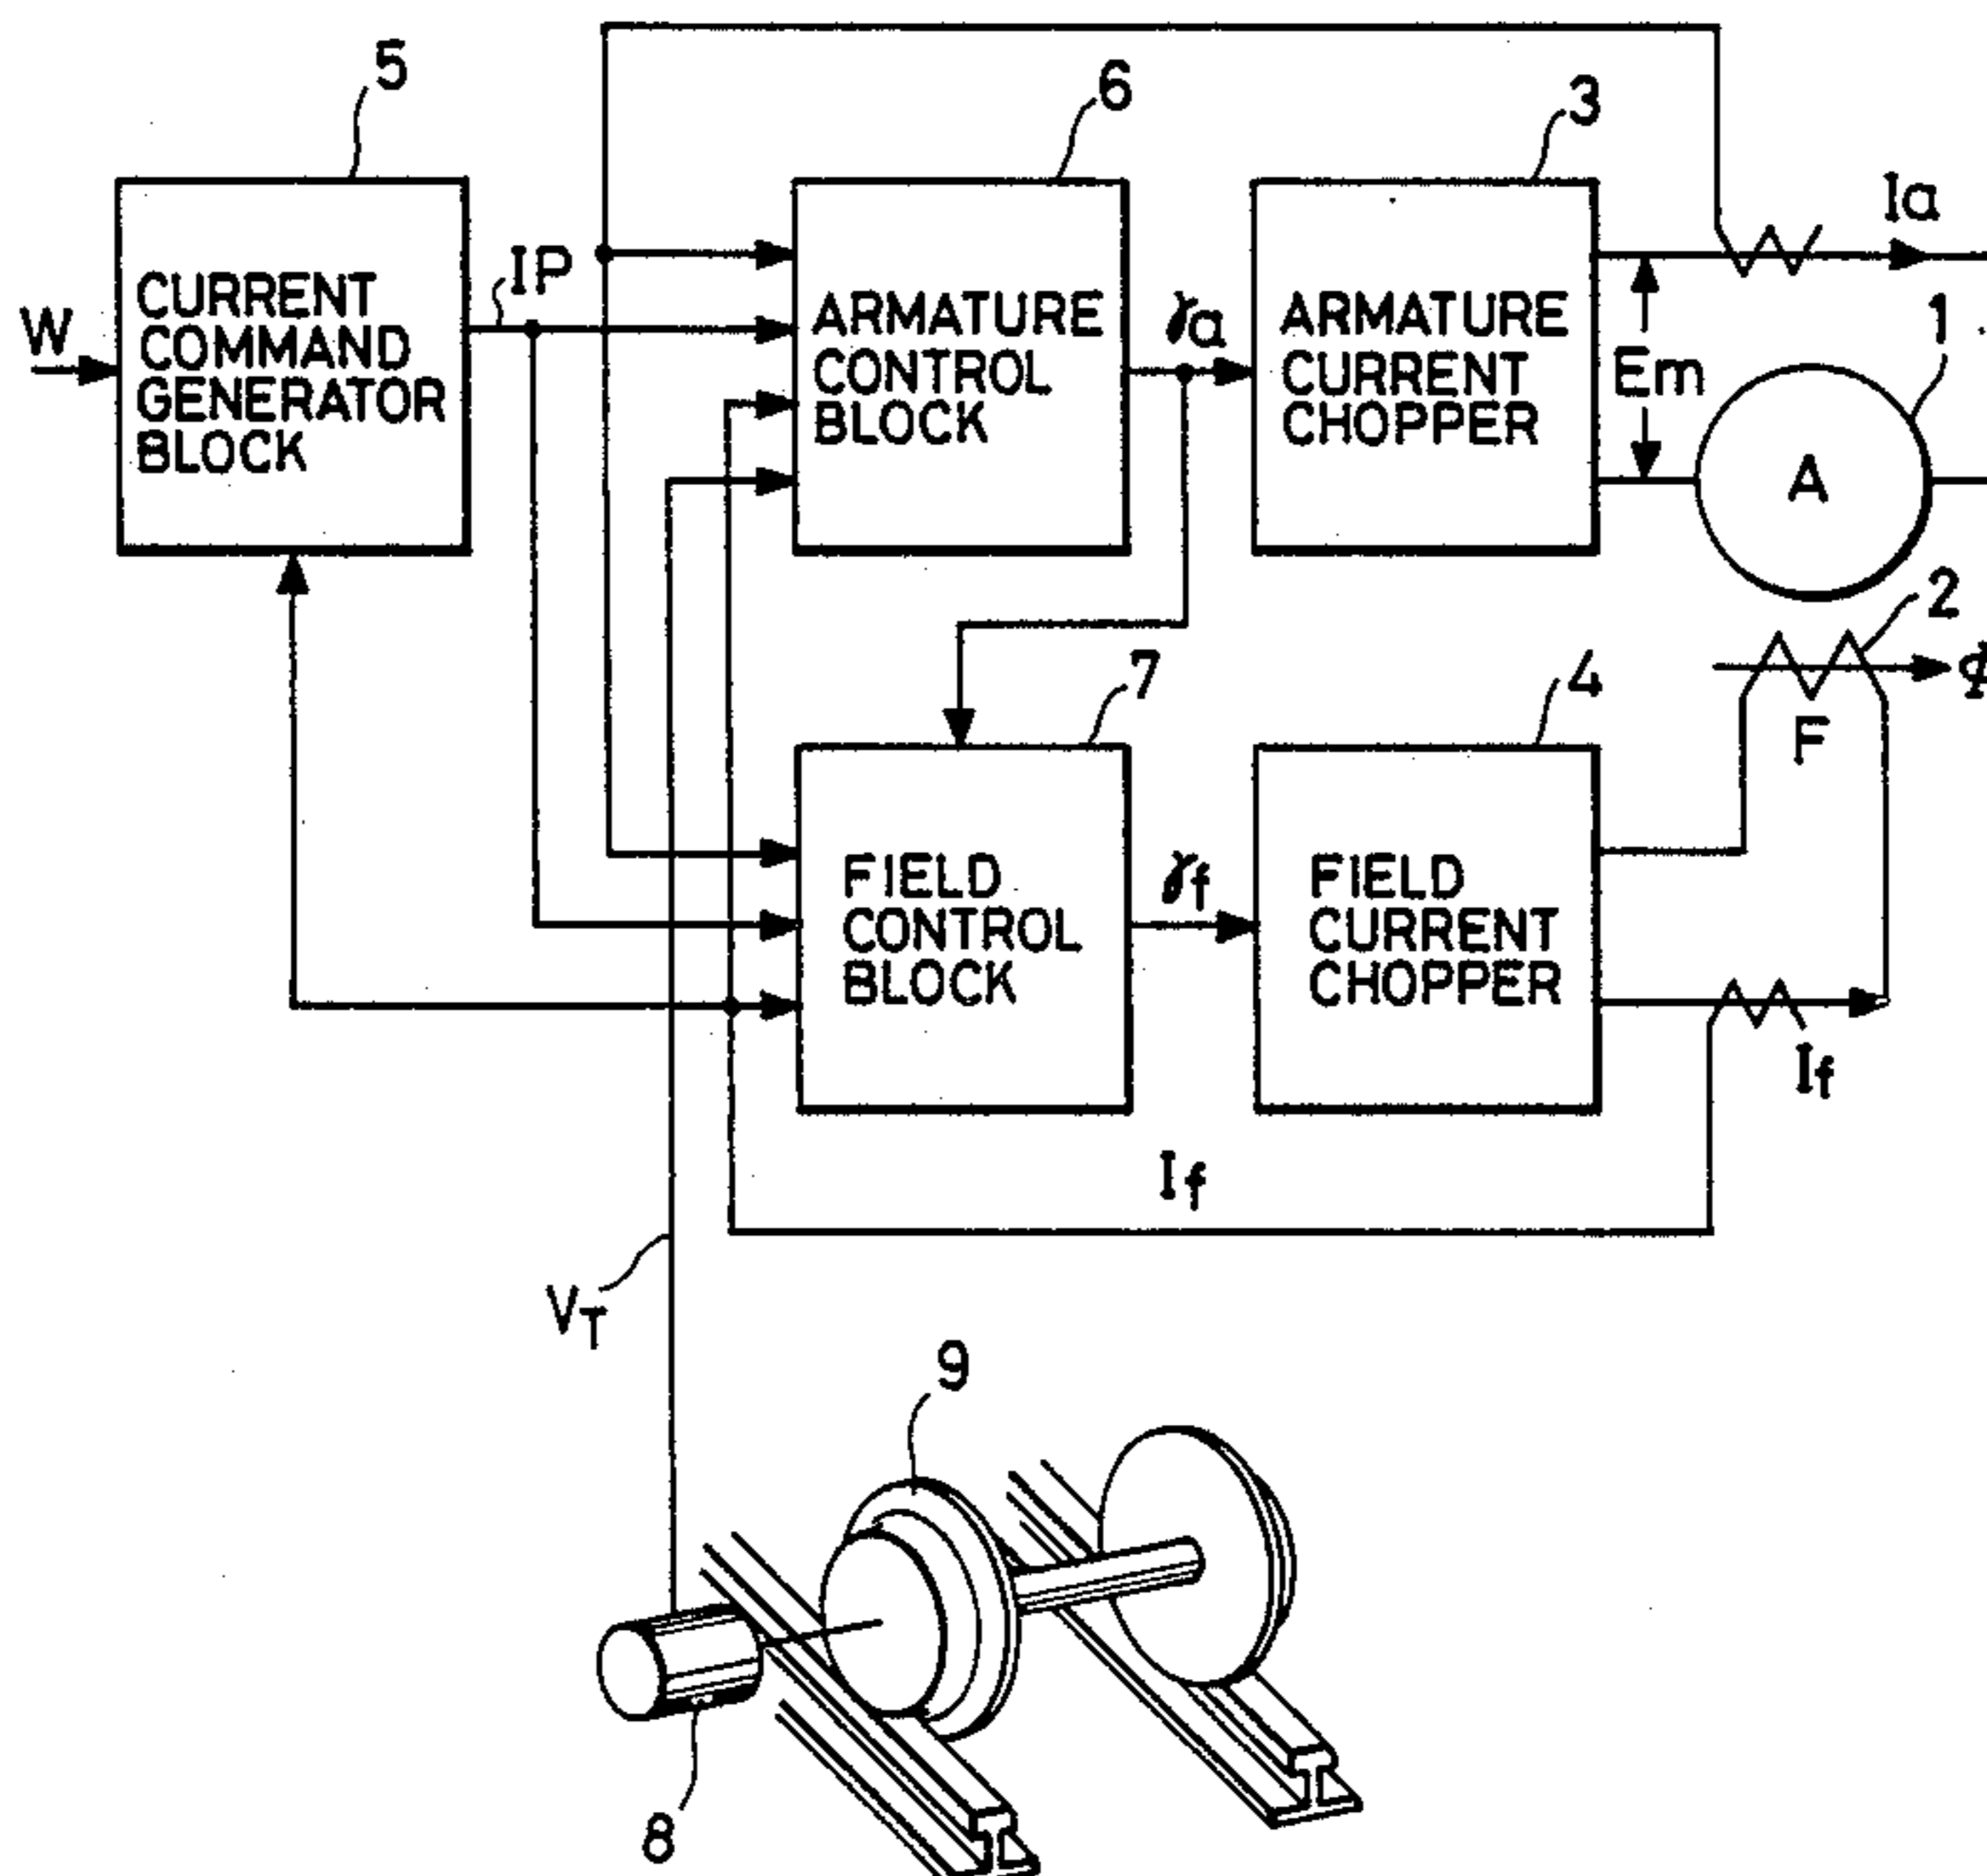 5
6
3
Ia
IP
W
CURRENT
COMMAND
GENERATOR
BLOCK
ARMATURE
CONTROL
BLOCK
γa
ARMATURE
CURRENT
CHOPPER
Em
1
A
2
Φ
F
7
4
FIELD
CONTROL
BLOCK
γf
FIELD
CURRENT
CHOPPER
If
If
VT
9
8